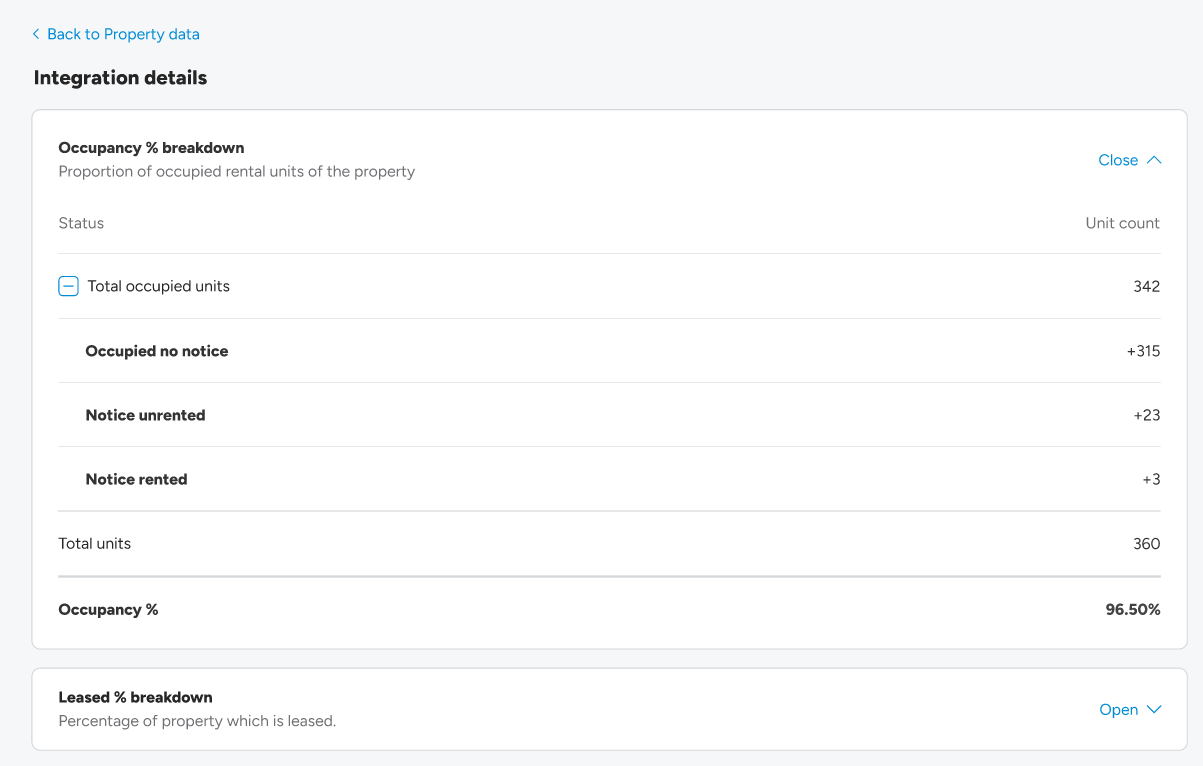 Back to Property data
Integration details
Occupancy % breakdown
Proportion of occupied rental units of the property
Close
Status Unit count
Total occupied units 342
Occupied no notice +315
Notice unrented +23
Notice rented +3
Total units 360
Occupancy % 96.50%
Leased % breakdown
Percentage of property which is leased.
Open